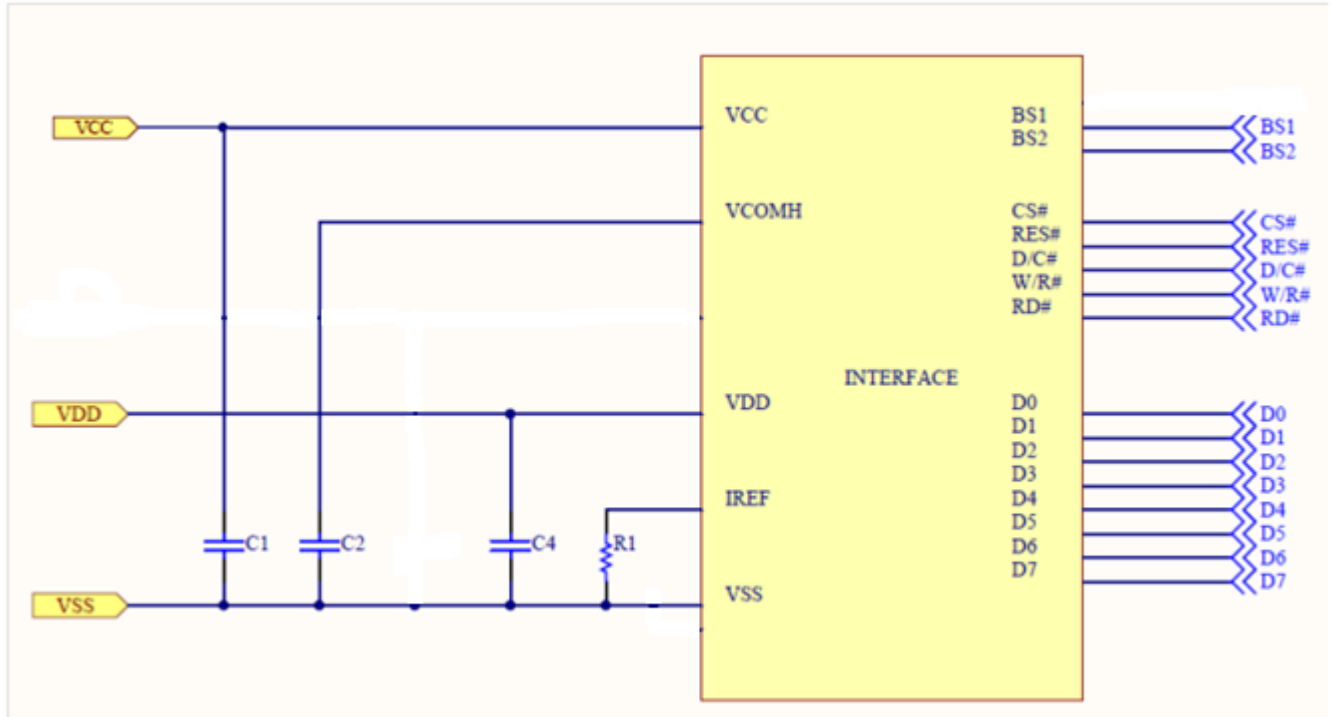 VCC
VCC
BS1
BS1
BS2
BS2
VCOMH
CS#
CS#
RES#
RES#
D/C#
D/C#
W/R#
W/R#
RD#
RD#
INTERFACE
VDD
VDD
D0
D0
D1
D1
D2
D2
D3
D3
IREF
D4
D4
D5
D5
C1
C2
C4
R1
D6
D6
D7
D7
VSS
VSS